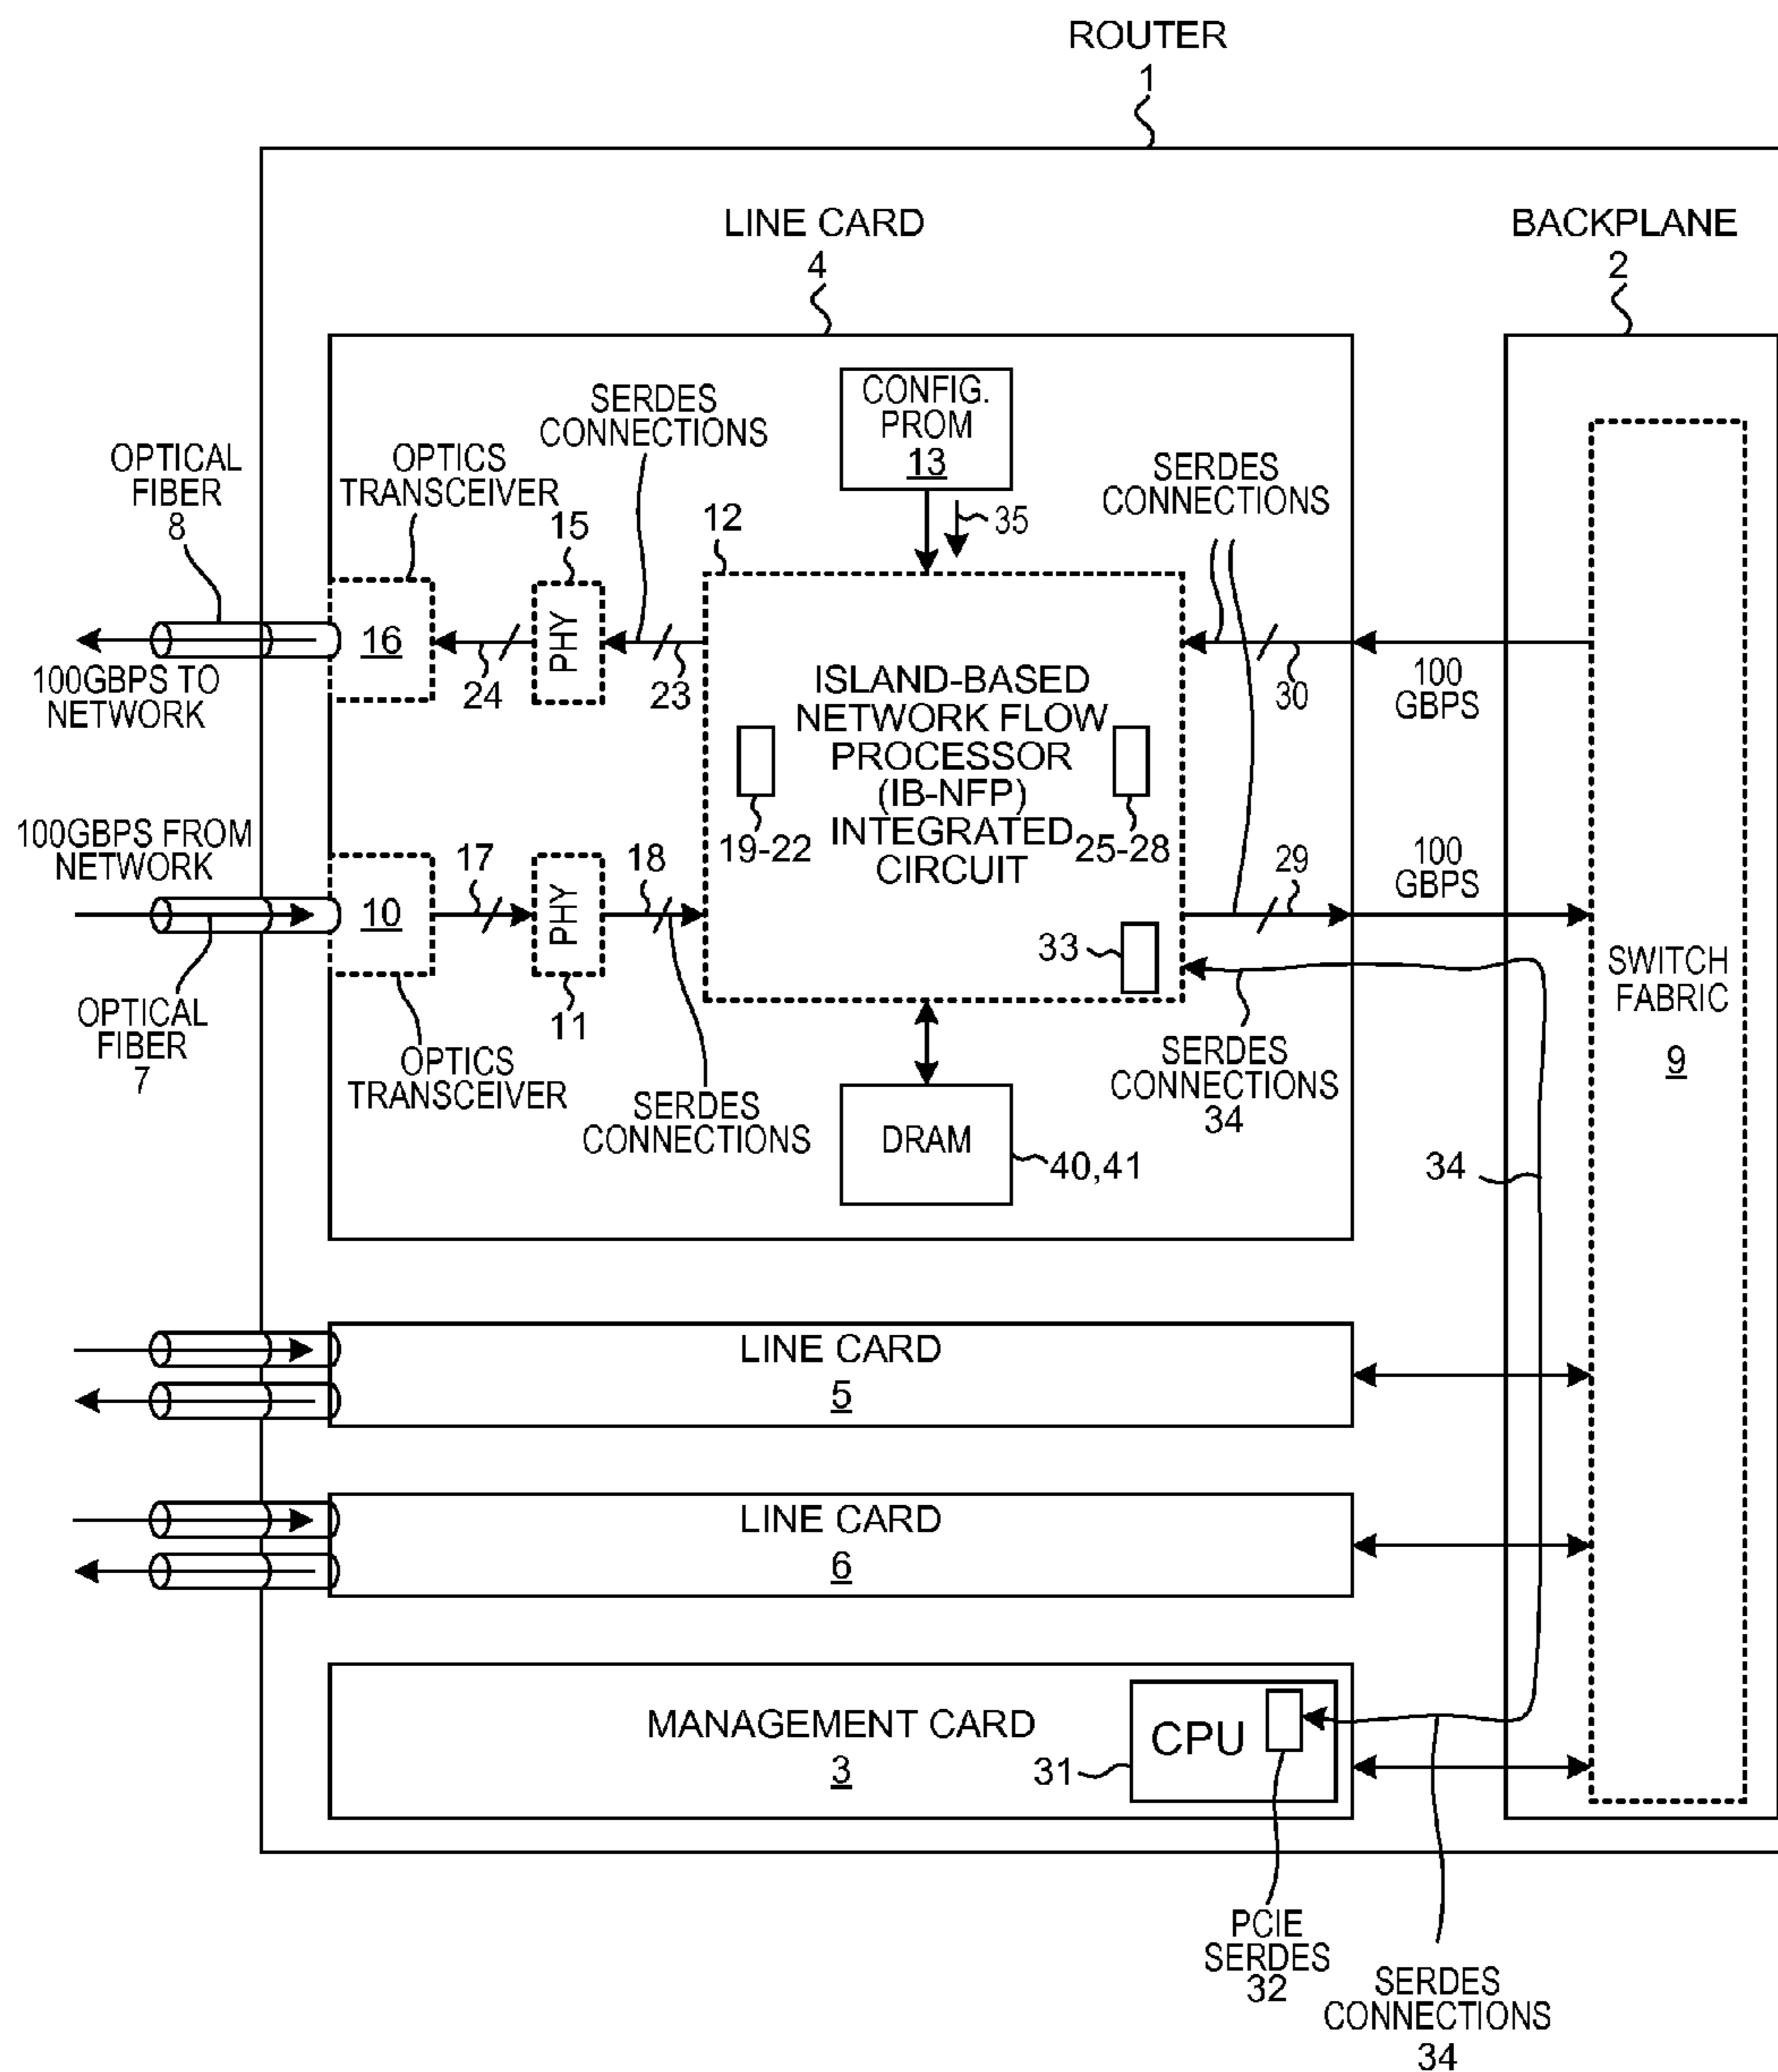 ROUTER
1
LINE CARD
4
BACKPLANE
2
SERDES
CONNECTIONS
CONFIG.
PROM
13
OPTICAL
FIBER
8
OPTICS
TRANSCEIVER
15
12
35
SERDES
CONNECTIONS
16
PHY
24
23
30
100
GBPS
100GBPS TO
NETWORK
ISLAND-BASED
NETWORK FLOW
PROCESSOR
(IB-NFP)
INTEGRATED
CIRCUIT
19-22
25-28
100GBPS FROM
NETWORK
17
18
29
100
GBPS
10
PHY
33
SWITCH
FABRIC
9
OPTICAL
FIBER
7
11
OPTICS
TRANSCEIVER
SERDES
CONNECTIONS
SERDES
CONNECTIONS
34
DRAM
40,41
34
LINE CARD
5
LINE CARD
6
MANAGEMENT CARD
3
31
CPU
PCIE
SERDES
32
SERDES
CONNECTIONS
34